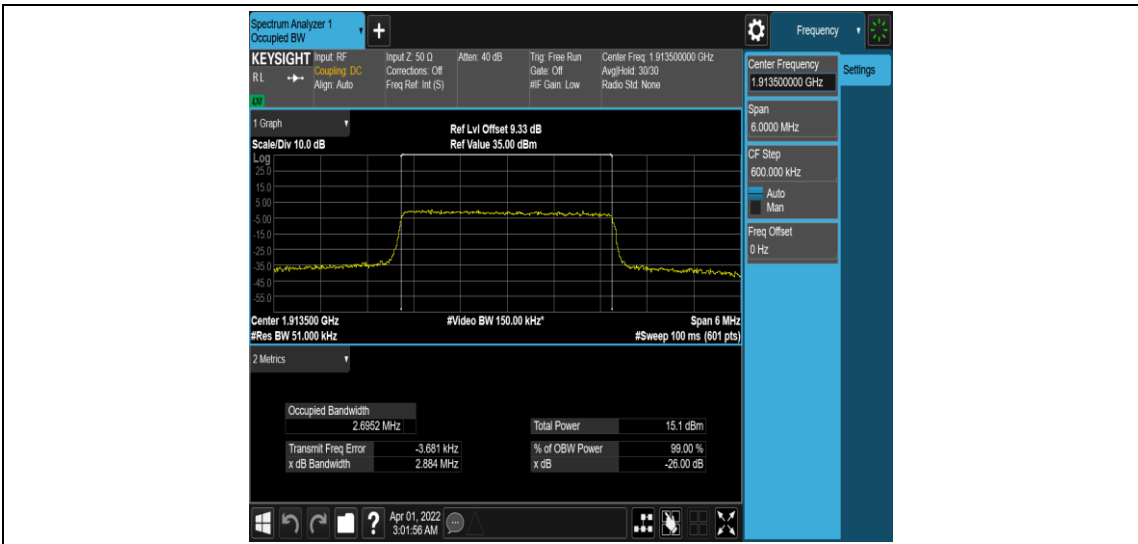 Spectrum Analyzer 1
Occupied BW
+
Frequency
KEYSIGHT
RL
LXI
Input: RF
Coupling: DC
Align: Auto
Input Z: 50 Ω
Corrections: Off
Freq Ref: Int (S)
Atten: 40 dB
Trig: Free Run
Gate: Off
#IF Gain: Low
Center Freq: 1.913500000 GHz
Avg|Hold: 30/30
Radio Std: None
Center Frequency
1.913500000 GHz
Settings
Span
6.0000 MHz
CF Step
600.000 kHz
Auto
Man
Freq Offset
0 Hz
1 Graph
Ref Lvl Offset 9.33 dB
Scale/Div 10.0 dB
Ref Value 35.00 dBm
Log
25.0
15.0
5.00
-5.00
-15.0
-25.0
-35.0
-45.0
-55.0
Center 1.913500 GHz
#Video BW 150.00 kHz*
Span 6 MHz
#Res BW 51.000 kHz
#Sweep 100 ms (601 pts)
2 Metrics
Occupied Bandwidth
2.6952 MHz
Total Power 15.1 dBm
Transmit Freq Error -3.681 kHz
% of OBW Power 99.00 %
x dB Bandwidth 2.884 MHz
x dB -26.00 dB
?
Apr 01, 2022
3:01:56 AM